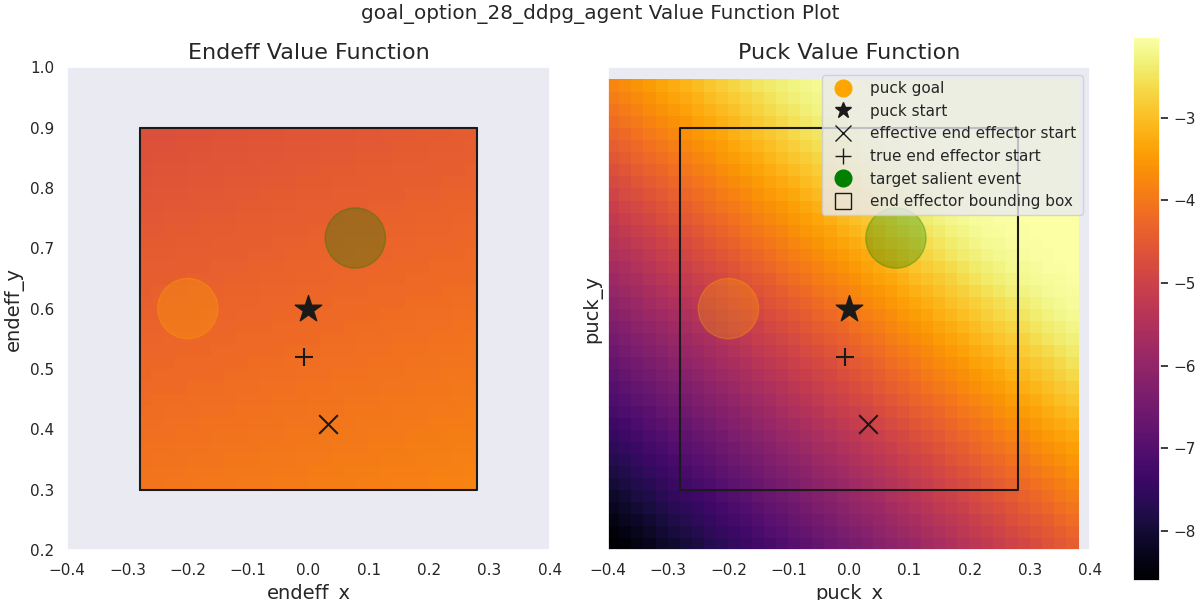 goal_option_28_ddpg_agent Value Function Plot
Endeff Value Function
Puck Value Function
1.0
0.9
0.8
0.7
0.6
0.5
0.4
0.3
0.2
endeff_y
−0.4 −0.3 −0.2 −0.1 0.0 0.1 0.2 0.3 0.4
endeff_x
puck_y
puck goal
puck start
effective end effector start
true end effector start
target salient event
end effector bounding box
−0.4 −0.3 −0.2 −0.1 0.0 0.1 0.2 0.3 0.4
puck_x
−3
−4
−5
−6
−7
−8